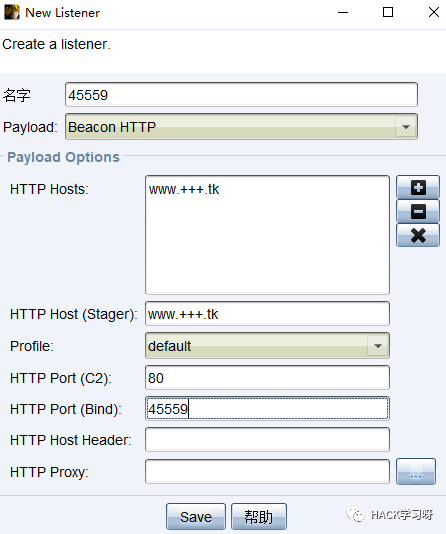 New Listener
Create a listener.
名字 45559
Payload: Beacon HTTP
Payload Options
HTTP Hosts: www.+++.tk
HTTP Host (Stager): www.+++.tk
Profile: default
HTTP Port (C2): 80
HTTP Port (Bind): 45559
HTTP Host Header:
HTTP Proxy: ...
Save 帮助
HACK学习呀